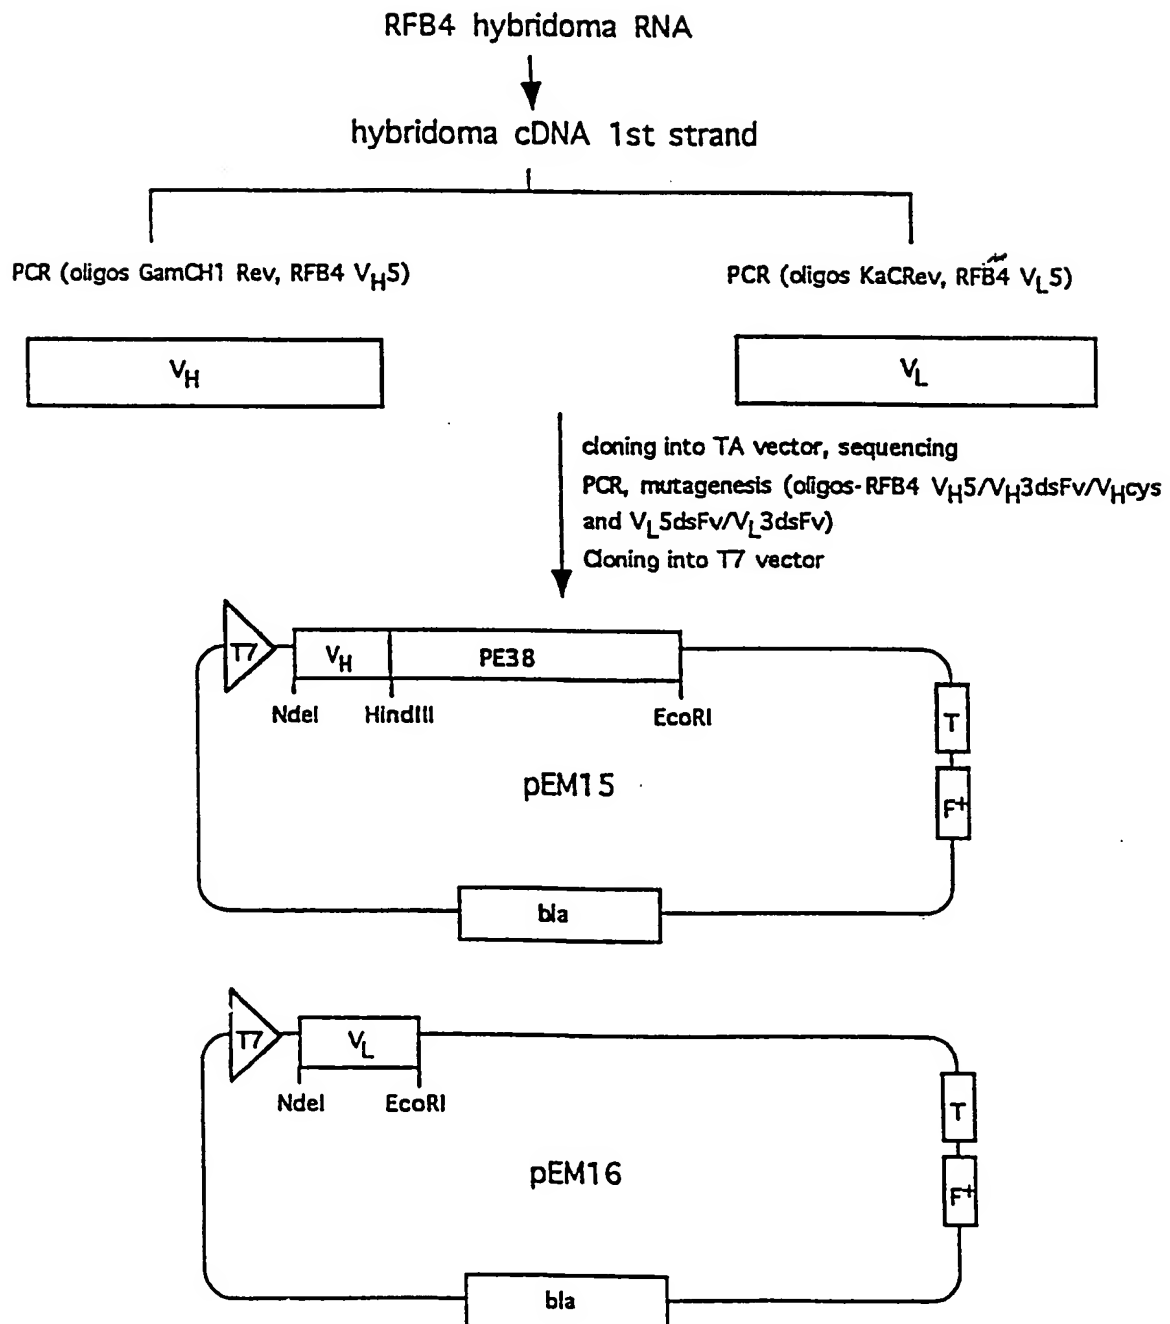 RFB4 hybridoma RNA
hybridoma cDNA 1st strand
PCR (oligos GamCH1 Rev, RFB4 VH5)
PCR (oligos KaCRev, RFB4 VL5)
VH
VL
cloning into TA vector, sequencing
PCR, mutagenesis (oligos-RFB4 VH5/VH3dsFv/VHcys
and VL5dsFv/VL3dsFv)
Cloning into T7 vector
T7
VH
PE38
NdeI
HindIII
EcoRI
T
pEM15
F+
bla
T7
VL
NdeI
EcoRI
T
pEM16
F+
bla